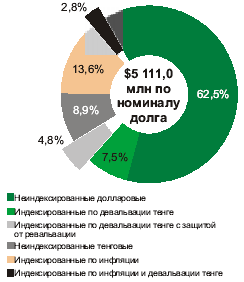 2,8%
13,6%
$5 111,0
млн по
номиналу
долга
62,5%
8,9%
4,8%
7,5%
Неиндексированные долларовые
Индексированные по девальвации тенге
Индексированные по девальвации тенге с защитой
от ревальвации
Неиндексированные тенговые
Индексированные по инфляции
Индексированные по инфляции и девальвации тенге